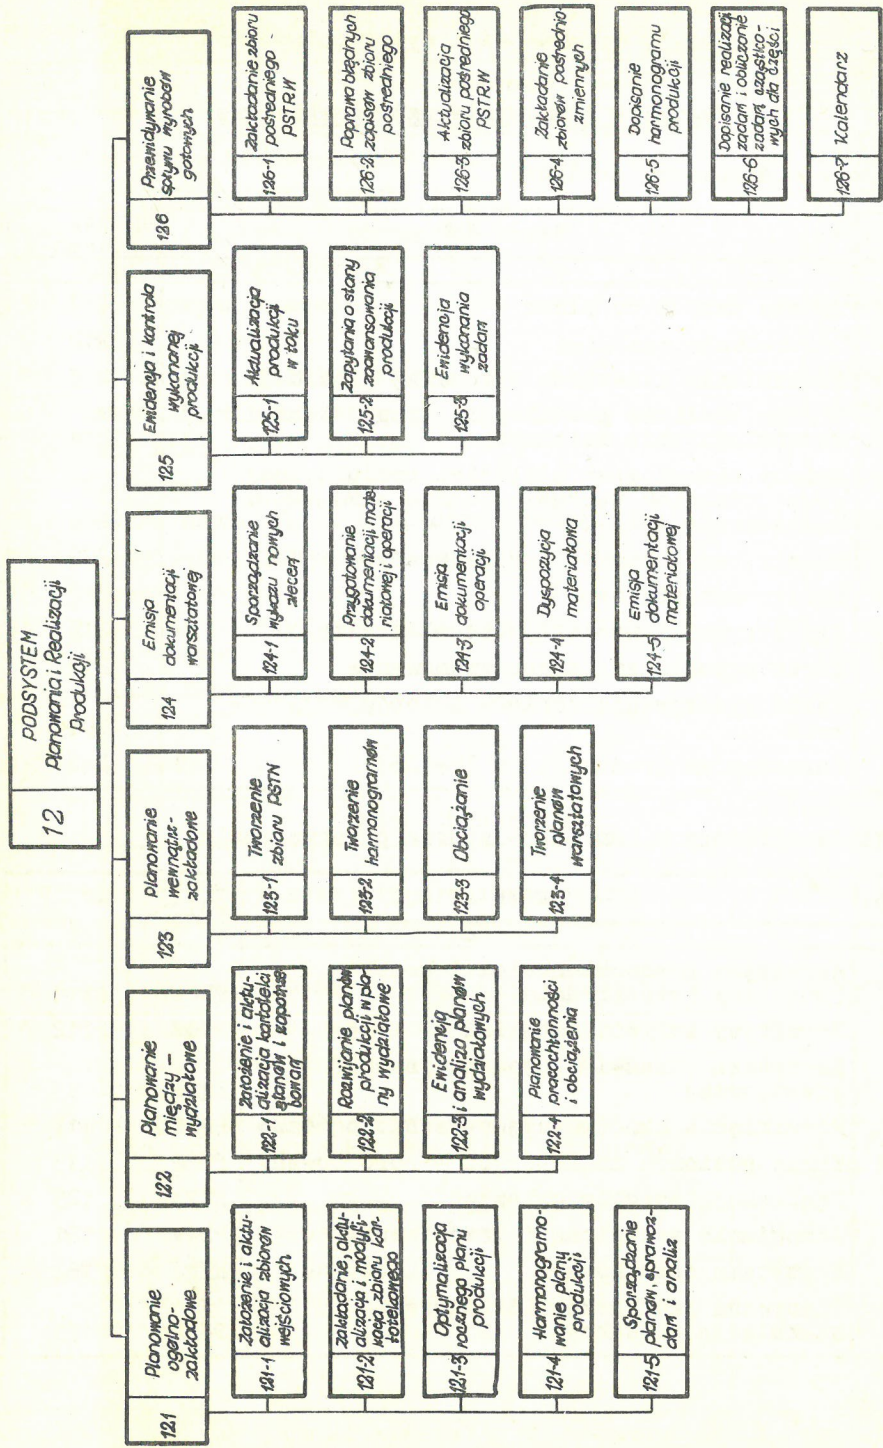 12
PODSYSTEM
Planowania i Realizacji
Produkcji
121
Planowanie
ogólno-
zakładowe
121-1
Założenie i aktu-
alizacja zbiorów
wejściowych
121-2
Zakładanie, aktu-
alizacja i modyfi-
kacja zbioru kar-
totekowego
121-3
Optymalizacja
rocznego planu
produkcji
121-4
Harmonogramo-
wanie planu
produkcji
121-5
Sporządzanie
planów, sprawoz-
dań i analiz
122
Planowanie
między –
wydziałowe
122-1
Założenie i aktu-
alizacja kartoteki
stanów i zapotrze-
bowań
122-2
Rozwijanie planów
produkcji w pla-
ny wydziałowe
122-3
Ewidencja
i analiza planów
wydziałowych
122-4
Planowanie
pracochłonności
i obciążenia
123
Planowanie
wewnątrz-
zakładowe
123-1
Tworzenie
zbioru PSTN
123-2
Tworzenie
harmonogramów
123-3
Obciążanie
123-4
Tworzenie
planów
warsztatowych
124
Emisja
dokumentacji
warsztatowej
124-1
Sporządzanie
wykazu nowych
zleceń
124-2
Przygotowanie
dokumentacji mate-
riałowej i operacji
124-3
Emisja
dokumentacji
operacji
124-4
Dyspozycja
materiałowa
124-5
Emisja
dokumentacji
materiałowej
125
Ewidencja i kontrola
wykonanej
produkcji
125-1
Aktualizacja
produkcji
w toku
125-2
Zapytania o stany
zaawansowania
produkcji
125-3
Ewidencja
wykonania
zadań
126
Przewidywanie
spływu wyrobów
gotowych
126-1
Zakładanie zbioru
pośredniego -
PSTR.W
126-2
Poprawa błędnych
zapisów zbioru
pośredniego
126-3
Aktualizacja
zbioru pośredniego
PSTR.W
126-4
Zakładanie
zbiorów pośrednio-
zmiennych
126-5
Dopisanie
harmonogramu
produkcji
126-6
Dopisanie realizacji
zadań i obliczanie
zadań cząstko-
wych dla części
126-7
Kalendarz